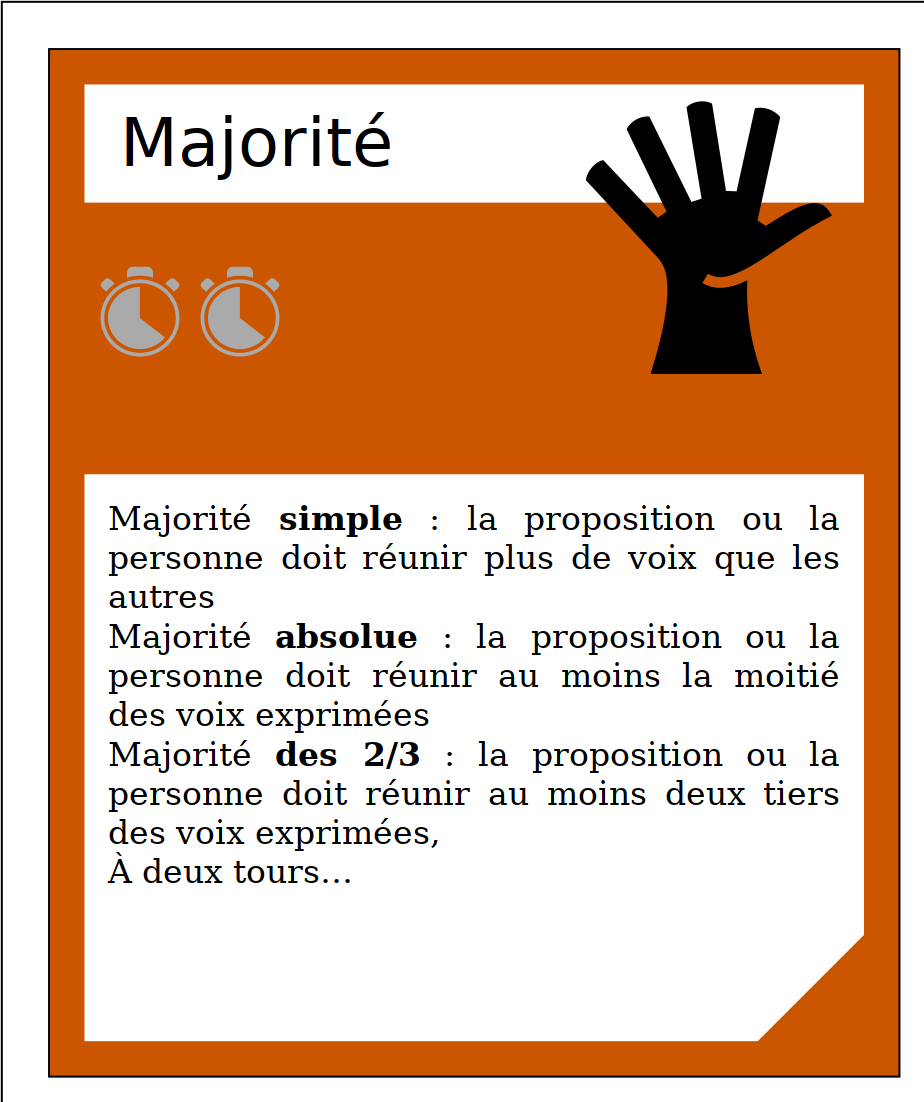 Majorité
Majorité simple : la proposition ou la
personne doit réunir plus de voix que les
autres
Majorité absolue : la proposition ou la
personne doit réunir au moins la moitié
des voix exprimées
Majorité des 2/3 : la proposition ou la
personne doit réunir au moins deux tiers
des voix exprimées,
À deux tours…